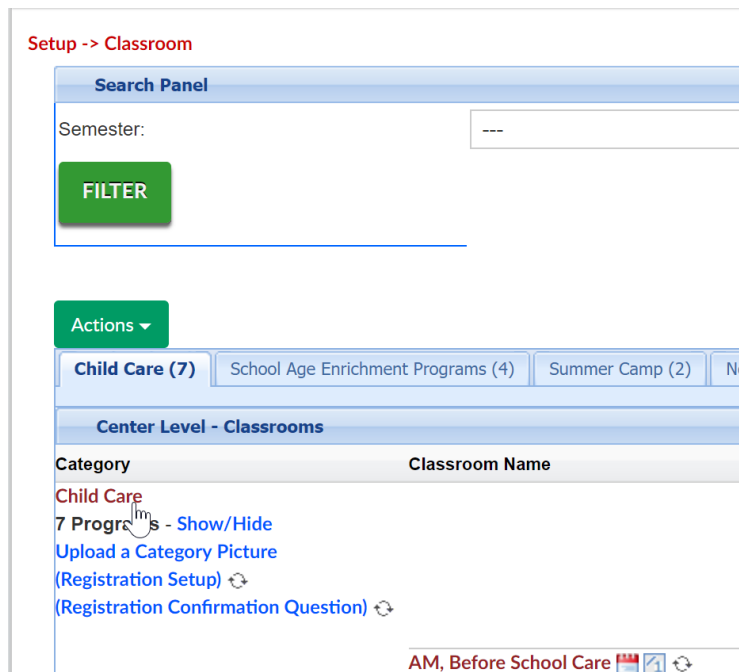 Setup -> Classroom
Search Panel
Semester: ---
FILTER
Actions
Child Care (7) School Age Enrichment Programs (4) Summer Camp (2)
Center Level - Classrooms
Category Classroom Name
Child Care
7 Programs - Show/Hide
Upload a Category Picture
(Registration Setup)
(Registration Confirmation Question)
AM, Before School Care